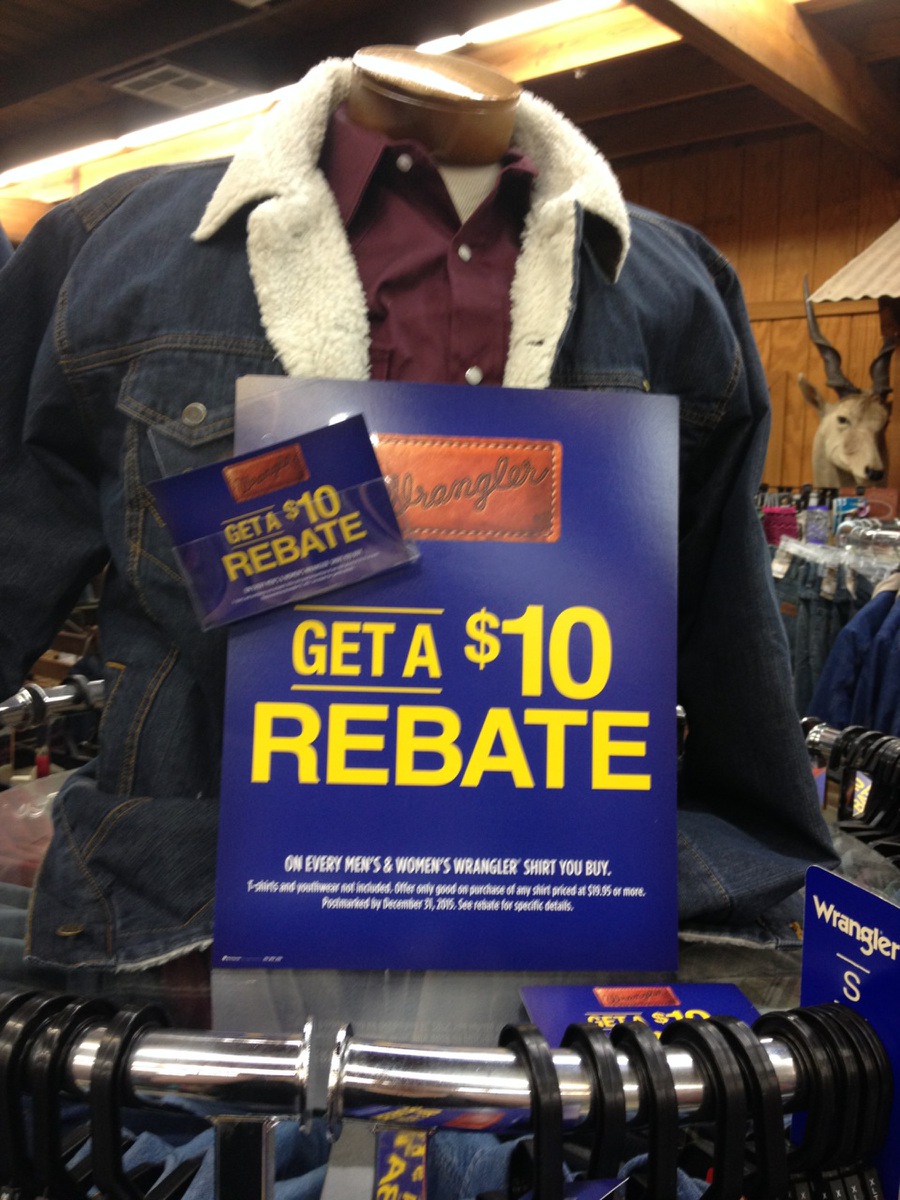 Wrangler
GET A $10
REBATE
ON EVERY MEN'S & WOMEN'S WRANGLER® SHIRT YOU BUY.
T-shirts and youthwear not included. Offer only good on purchase of any shirt priced at $19.95 or more.
Postmarked by December 31, 2015. See rebate for specific details.
Wrangler
GET A $10
REBATE
Wrangler
S
Wrangler
GET A $10